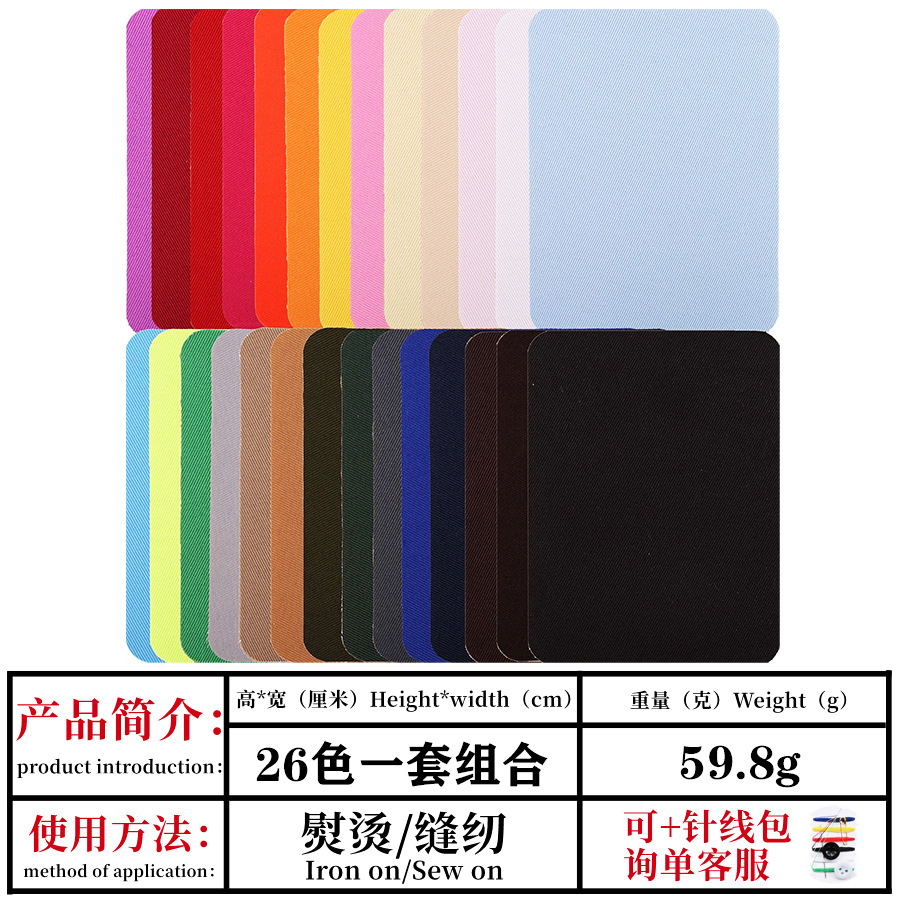 产品简介：
product introduction：
高*宽（厘米）Height*width（cm）
26色一套组合
重量（克）Weight（g）
59.8g
使用方法：
method of application：
熨烫/缝纫
Iron on/Sew on
可+针线包
询单客服